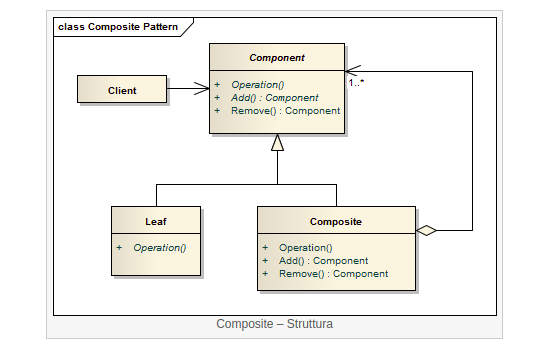 class Composite Pattern
Component
+ Operation()
+ Add() : Component
+ Remove() : Component
Client
1..*
Leaf
+ Operation()
Composite
+ Operation()
+ Add() : Component
+ Remove() : Component
Composite – Struttura